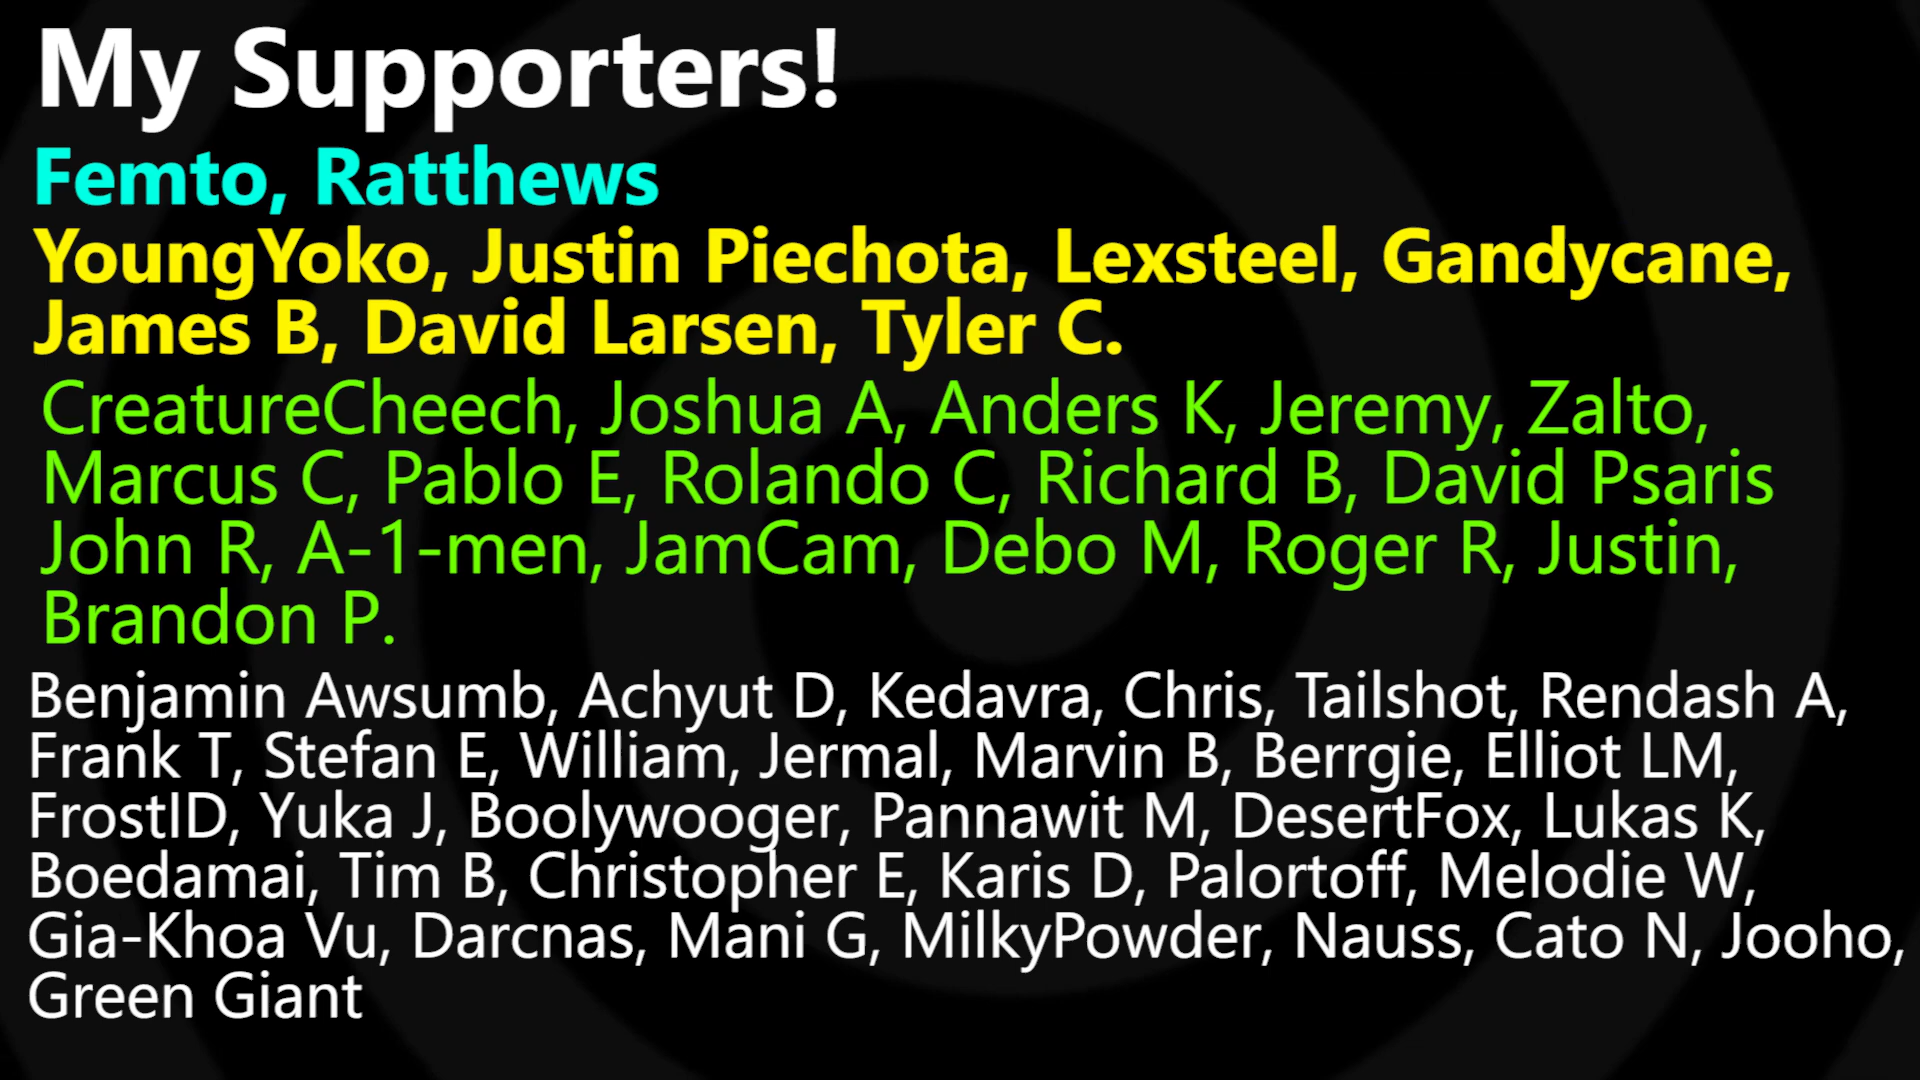 My Supporters!
Femto, Ratthews
YoungYoko, Justin Piechota, Lexsteel, Gandycane,
James B, David Larsen, Tyler C.
CreatureCheech, Joshua A, Anders K, Jeremy, Zalto,
Marcus C, Pablo E, Rolando C, Richard B, David Psaris
John R, A-1-men, JamCam, Debo M, Roger R, Justin,
Brandon P.
Benjamin Awsumb, Achyut D, Kedavra, Chris, Tailshot, Rendash A,
Frank T, Stefan E, William, Jermal, Marvin B, Berrgie, Elliot LM,
FrostID, Yuka J, Boolywooger, Pannawit M, DesertFox, Lukas K,
Boedamai, Tim B, Christopher E, Karis D, Palortoff, Melodie W,
Gia-Khoa Vu, Darcnas, Mani G, MilkyPowder, Nauss, Cato N, Jooho,
Green Giant